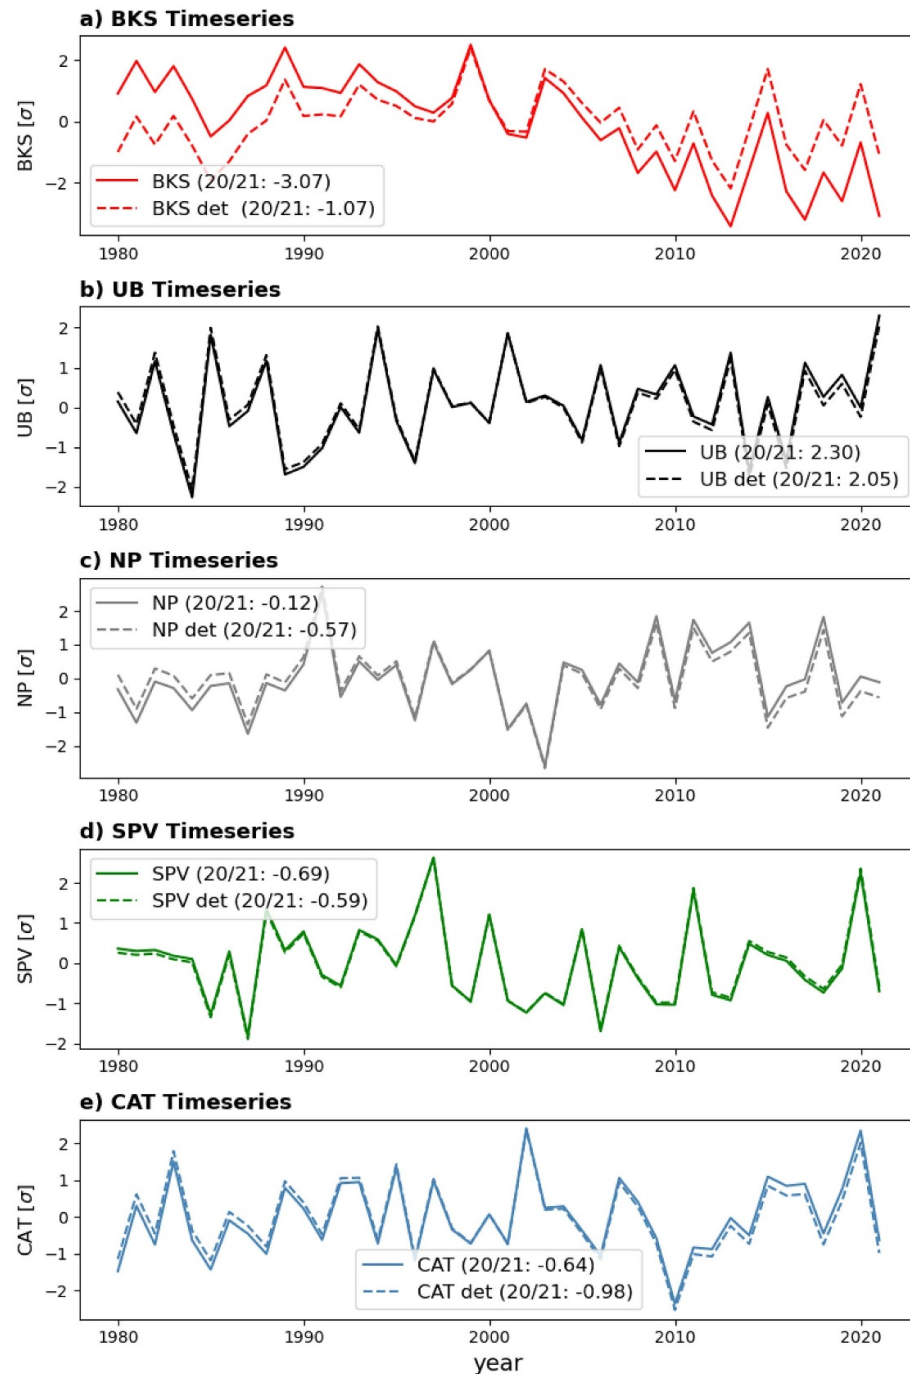 a) BKS Timeseries
BKS [σ]
2
0
−2
BKS (20/21: -3.07)
BKS det  (20/21: -1.07)
1980 1990 2000 2010 2020
b) UB Timeseries
UB [σ]
2
1
0
−1
−2
UB (20/21: 2.30)
UB det (20/21: 2.05)
1980 1990 2000 2010 2020
c) NP Timeseries
NP [σ]
2
1
0
−1
−2
NP (20/21: -0.12)
NP det (20/21: -0.57)
1980 1990 2000 2010 2020
d) SPV Timeseries
SPV [σ]
2
1
0
−1
−2
SPV (20/21: -0.69)
SPV det (20/21: -0.59)
1980 1990 2000 2010 2020
e) CAT Timeseries
CAT [σ]
2
1
0
−1
−2
CAT (20/21: -0.64)
CAT det (20/21: -0.98)
1980 1990 2000 2010 2020
year